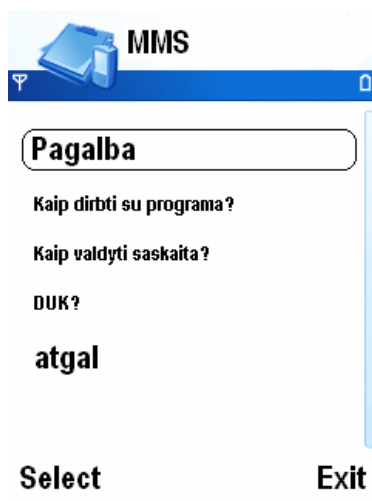 MMS
Pagalba
Kaip dirbti su programa?
Kaip valdyti saskaita?
DUK?
atgal
Select Exit